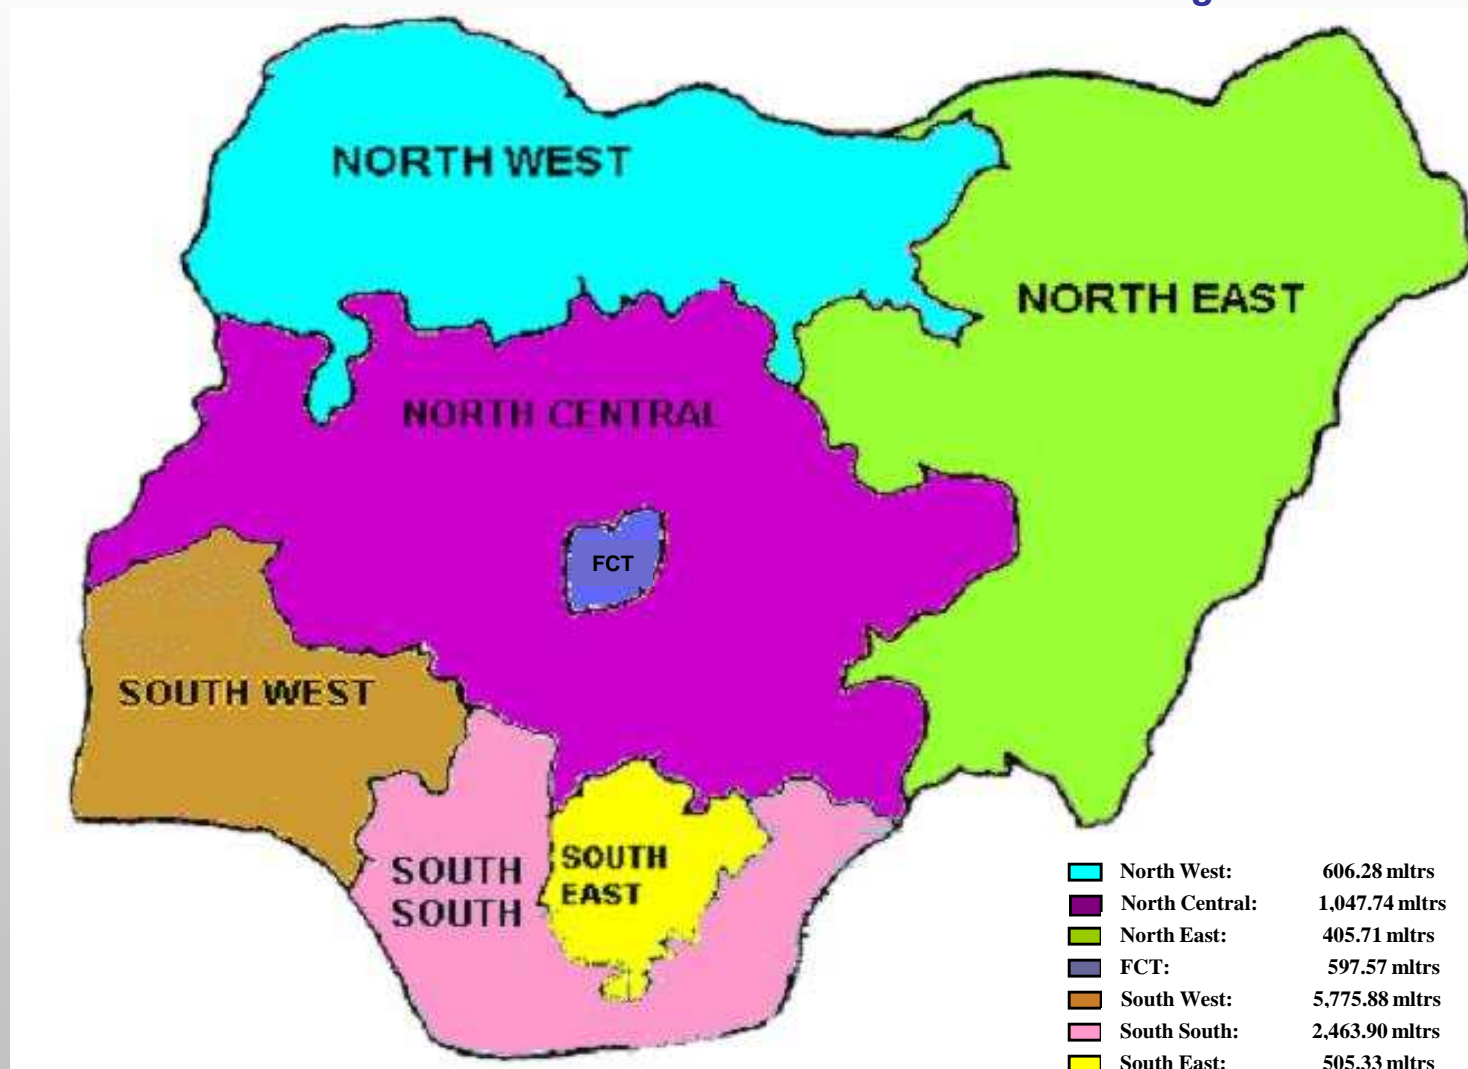 NORTH WEST
NORTH EAST
NORTH CENTRAL
FCT
SOUTH WEST
SOUTH
SOUTH
SOUTH
EAST
North West: 606.28 mltrs
North Central: 1,047.74 mltrs
North East: 405.71 mltrs
FCT: 597.57 mltrs
South West: 5,775.88 mltrs
South South: 2,463.90 mltrs
South East: 505.33 mltrs